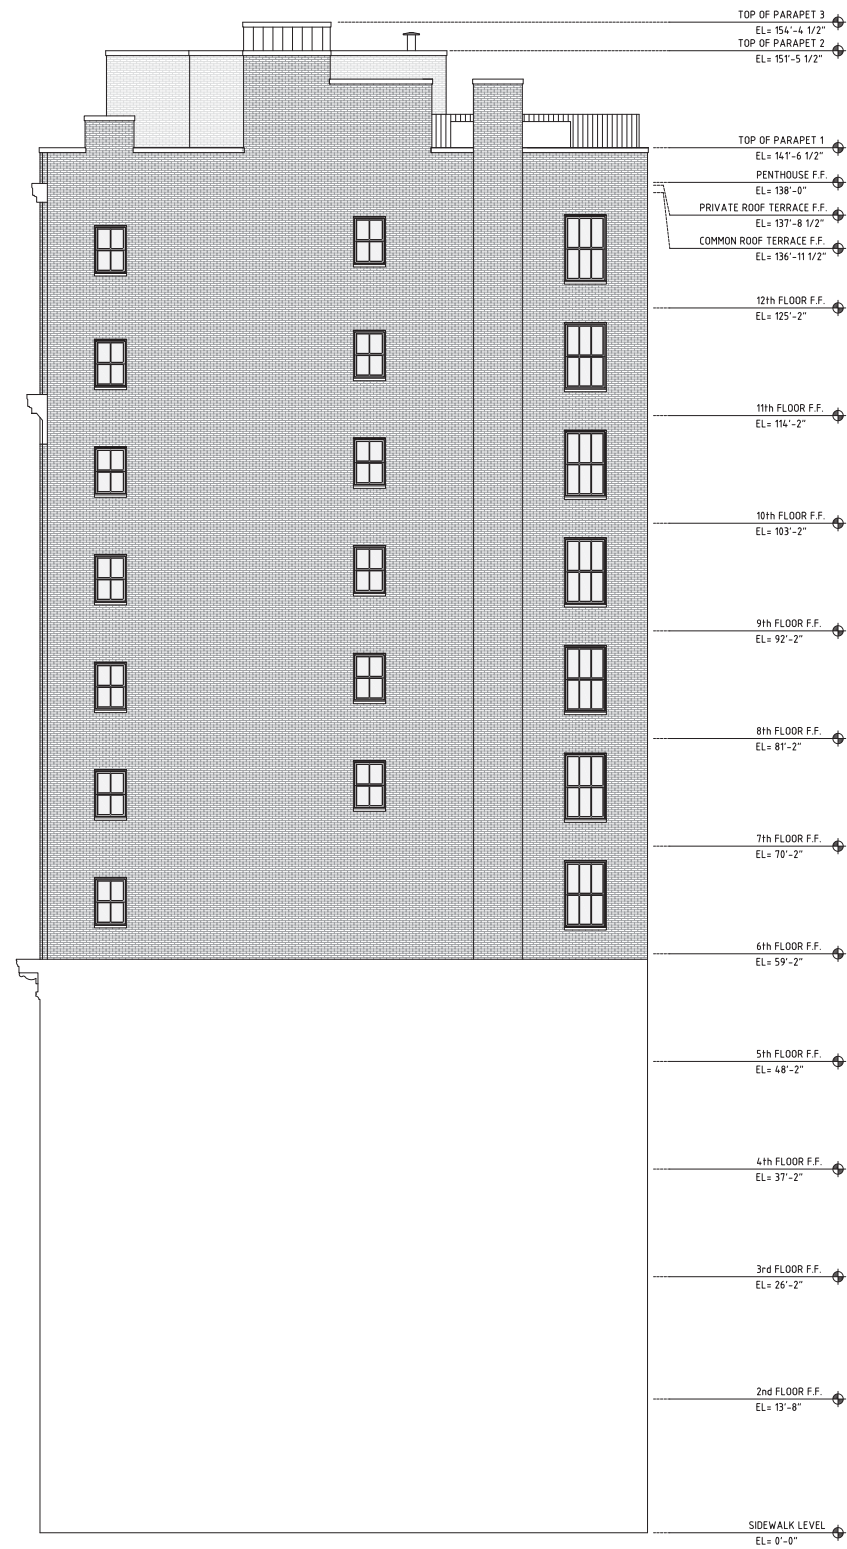 TOP OF PARAPET 3
EL= 154'-4 1/2"
TOP OF PARAPET 2
EL= 151'-5 1/2"
TOP OF PARAPET 1
EL= 141'-6 1/2"
PENTHOUSE F.F.
EL= 138'-0"
PRIVATE ROOF TERRACE F.F.
EL= 137'-8 1/2"
COMMON ROOF TERRACE F.F.
EL= 136'-11 1/2"
12th FLOOR F.F.
EL= 125'-2"
11th FLOOR F.F.
EL= 114'-2"
10th FLOOR F.F.
EL= 103'-2"
9th FLOOR F.F.
EL= 92'-2"
8th FLOOR F.F.
EL= 81'-2"
7th FLOOR F.F.
EL= 70'-2"
6th FLOOR F.F.
EL= 59'-2"
5th FLOOR F.F.
EL= 48'-2"
4th FLOOR F.F.
EL= 37'-2"
3rd FLOOR F.F.
EL= 26'-2"
2nd FLOOR F.F.
EL= 13'-8"
SIDEWALK LEVEL
EL= 0'-0"